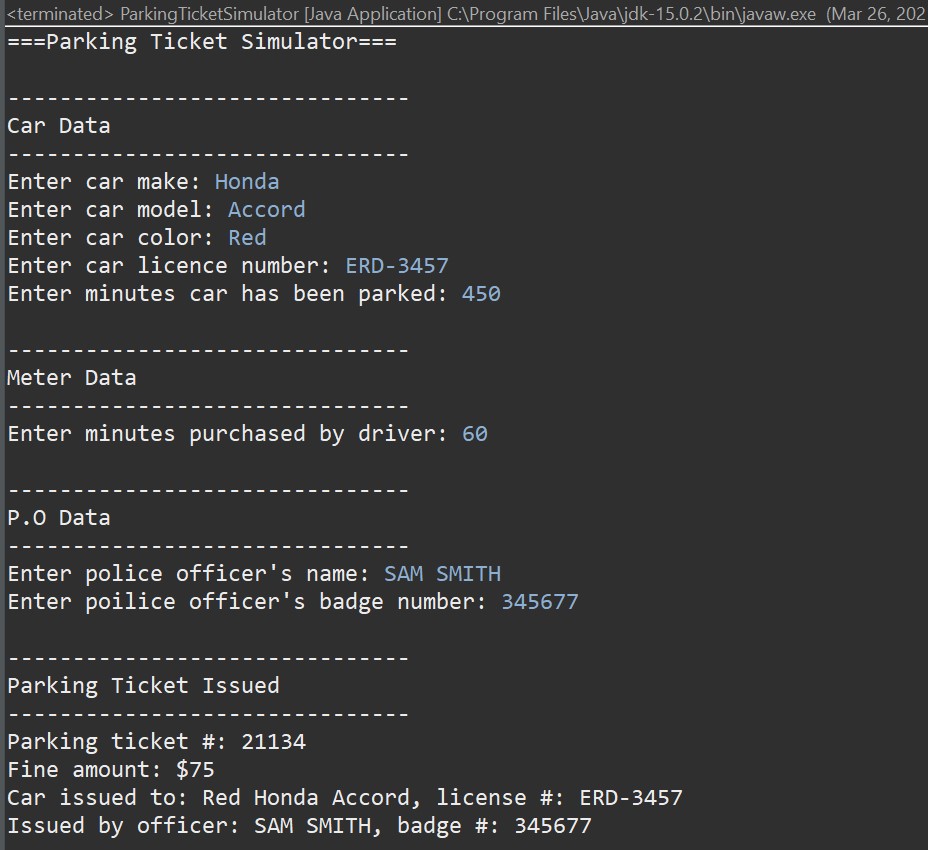 <terminated> ParkingTicketSimulator [Java Application] C:\Program Files\Java\jdk-15.0.2\bin\javaw.exe (Mar 26, 202
===Parking Ticket Simulator===
-------------------------------
Car Data
-------------------------------
Enter car make: Honda
Enter car model: Accord
Enter car color: Red
Enter car licence number: ERD-3457
Enter minutes car has been parked: 450
-------------------------------
Meter Data
-------------------------------
Enter minutes purchased by driver: 60
-------------------------------
P.O Data
-------------------------------
Enter police officer's name: SAM SMITH
Enter poilice officer's badge number: 345677
-------------------------------
Parking Ticket Issued
-------------------------------
Parking ticket #: 21134
Fine amount: $75
Car issued to: Red Honda Accord, license #: ERD-3457
Issued by officer: SAM SMITH, badge #: 345677